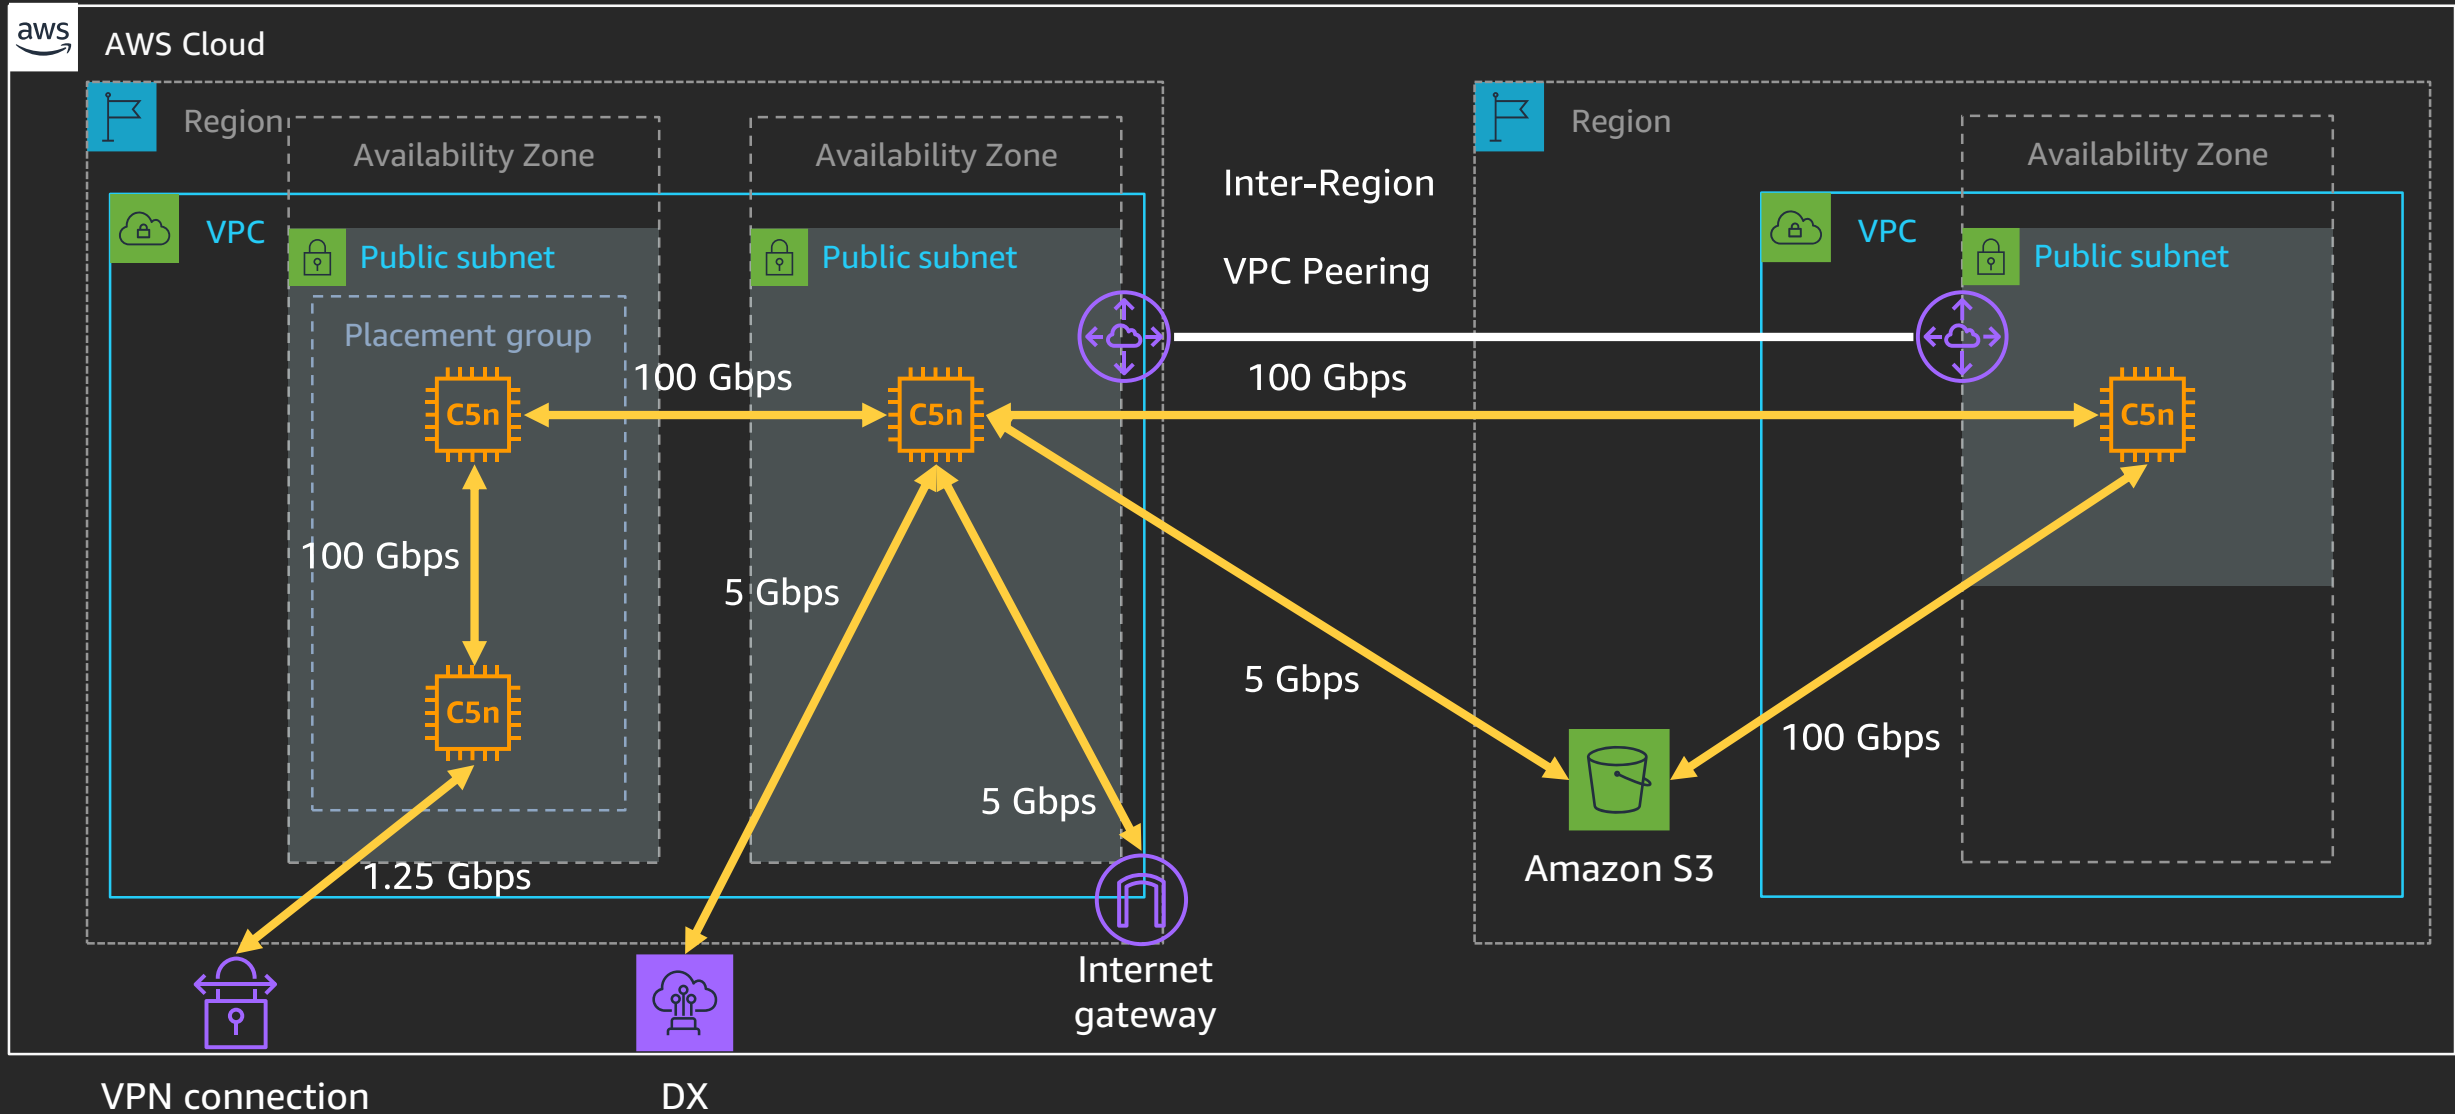 aws
AWS Cloud
Region
Availability Zone
Availability Zone
VPC
Public subnet
Public subnet
Placement group
C5n
100 Gbps
C5n
100 Gbps
C5n
1.25 Gbps
5 Gbps
5 Gbps
Internet
gateway
VPN connection
DX
Inter-Region
VPC Peering
100 Gbps
5 Gbps
Region
Availability Zone
VPC
Public subnet
C5n
100 Gbps
Amazon S3